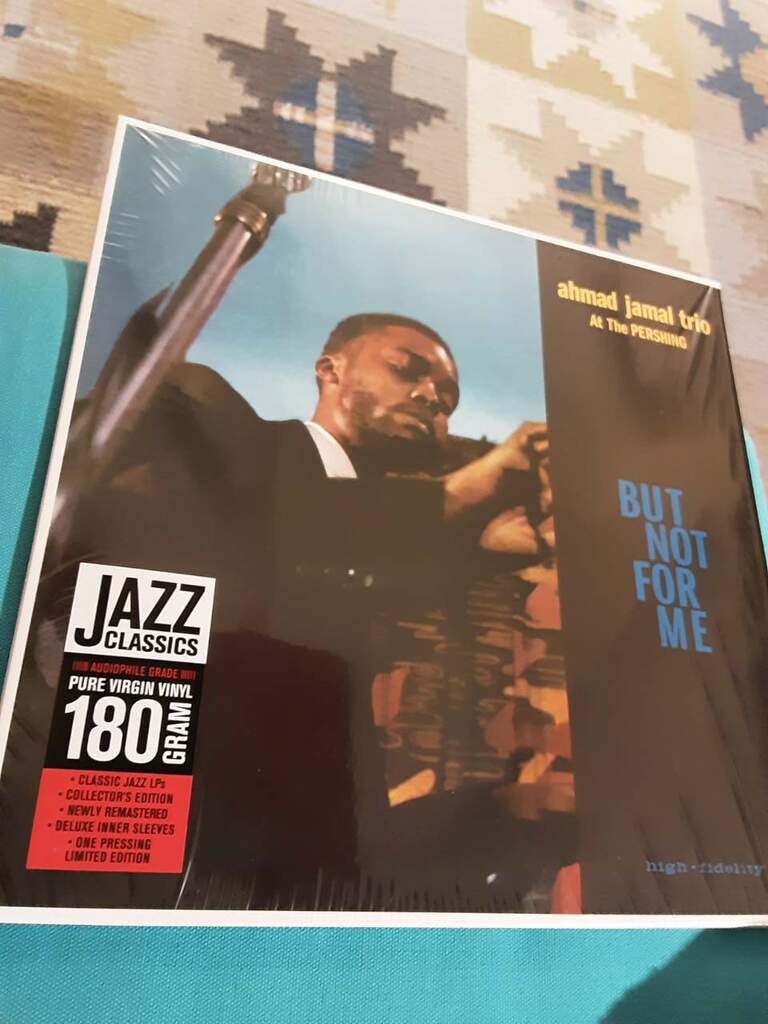 ahmad jamal trio
At The PERSHING
BUT
NOT
FOR
ME
JAZZ
CLASSICS
AUDIOPHILE GRADE
PURE VIRGIN VINYL
180 GRAM
• CLASSIC JAZZ LPs
• COLLECTOR'S EDITION
• NEWLY REMASTERED
• DELUXE INNER SLEEVES
• ONE PRESSING
LIMITED EDITION
high-fidelity